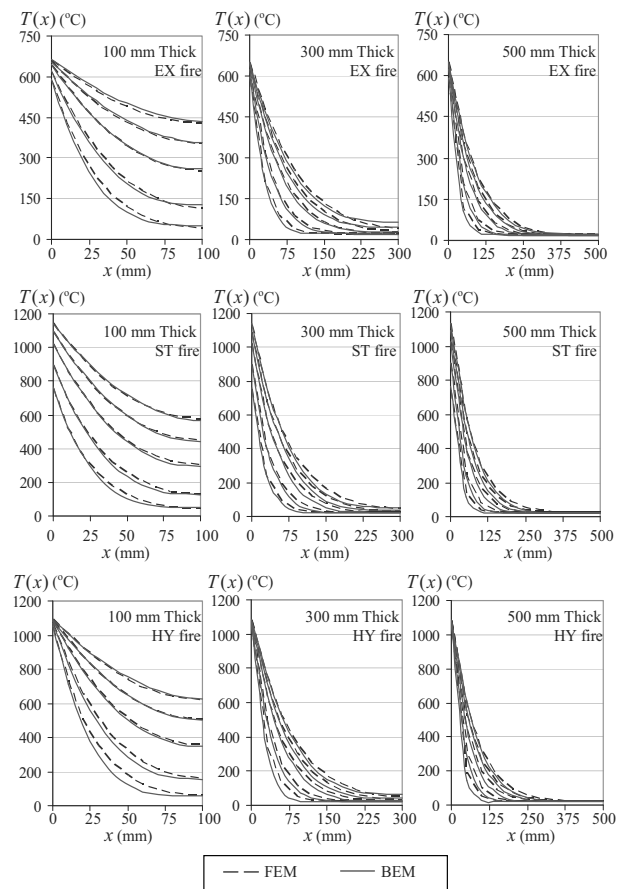 T(x) (°C)
100 mm Thick
EX fire
750
600
450
300
150
0
0 25 50 75 100
x (mm)
T(x) (°C)
300 mm Thick
EX fire
750
600
450
300
150
0
0 75 150 225 300
x (mm)
T(x) (°C)
500 mm Thick
EX fire
750
600
450
300
150
0
0 125 250 375 500
x (mm)
T(x) (°C)
100 mm Thick
ST fire
1200
1000
800
600
400
200
0
0 25 50 75 100
x (mm)
T(x) (°C)
300 mm Thick
ST fire
1200
1000
800
600
400
200
0
0 75 150 225 300
x (mm)
T(x) (°C)
500 mm Thick
ST fire
1200
1000
800
600
400
200
0
0 125 250 375 500
x (mm)
T(x) (°C)
100 mm Thick
HY fire
1200
1000
800
600
400
200
0
0 25 50 75 100
x (mm)
T(x) (°C)
300 mm Thick
HY fire
1200
1000
800
600
400
200
0
0 75 150 225 300
x (mm)
T(x) (°C)
500 mm Thick
HY fire
1200
1000
800
600
400
200
0
0 125 250 375 500
x (mm)
FEM BEM